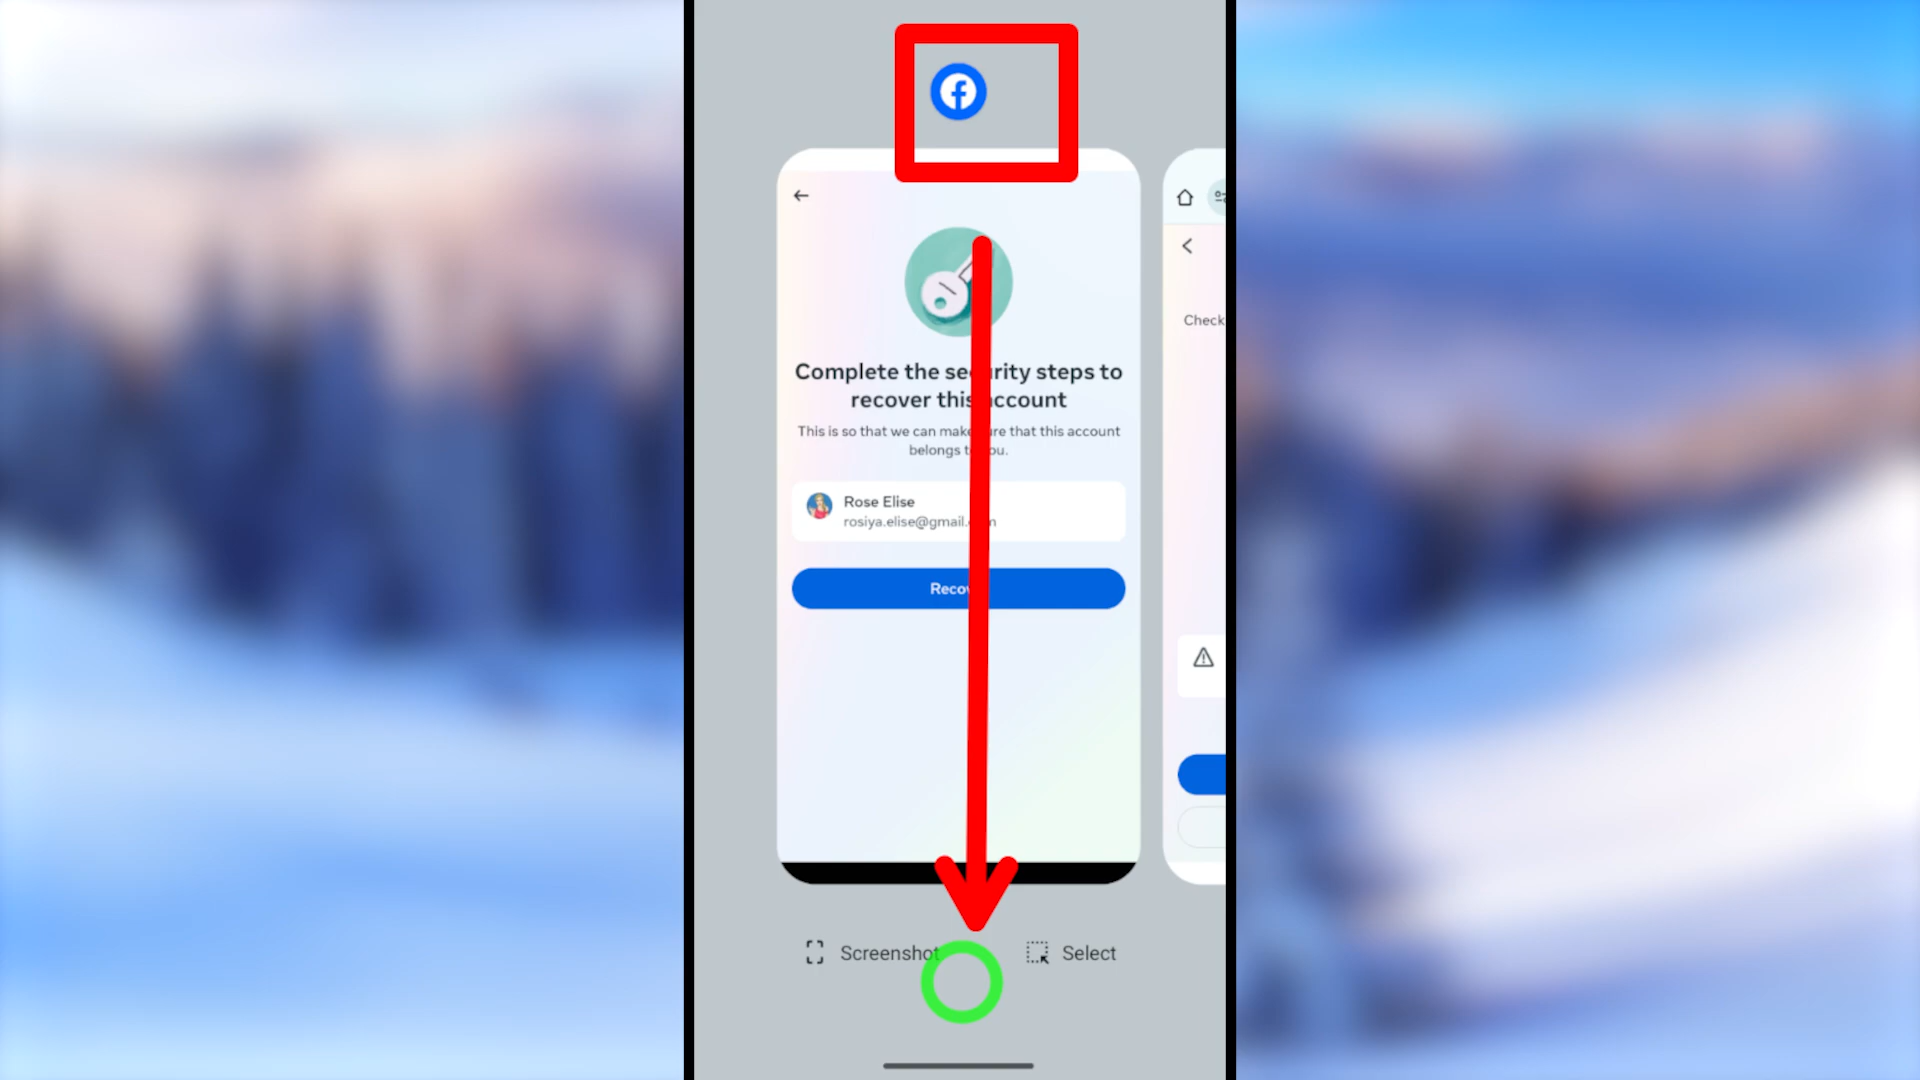 Complete the security steps to
recover this account
This is so that we can make sure that this account
belongs to you.
Rose Elise
rosiya.elise@gmail.com
Recover
Check
Screenshot
Select